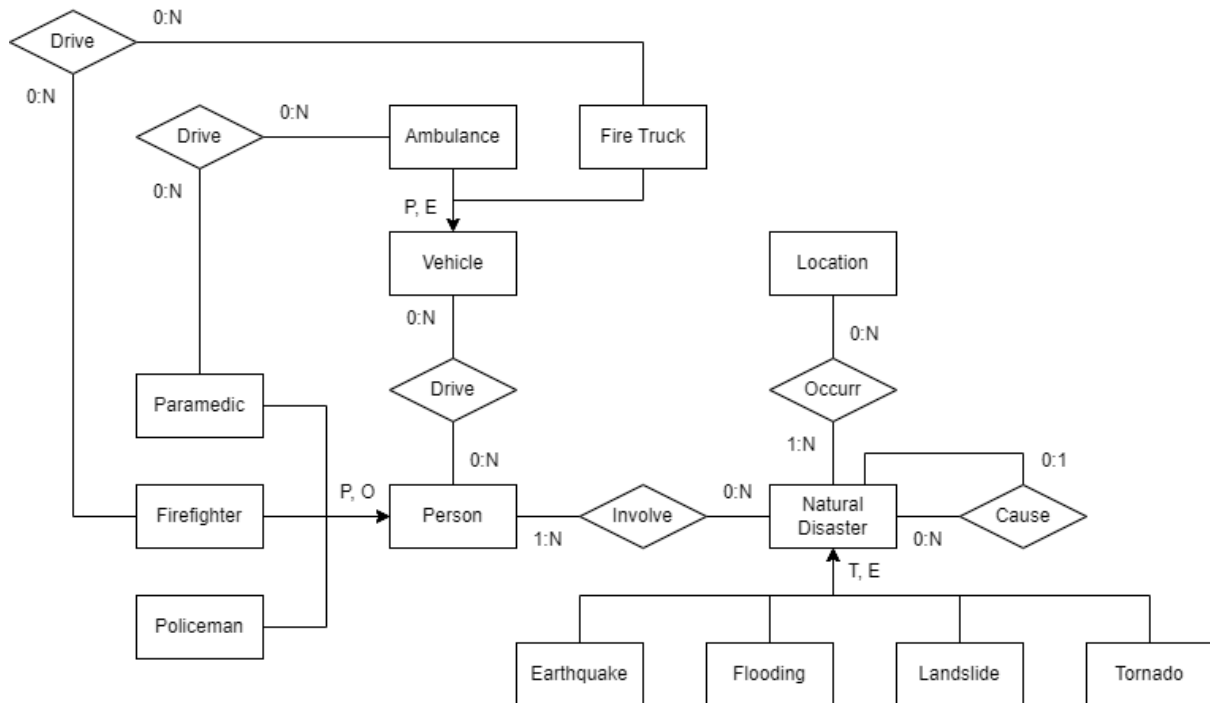 0:N
Drive
0:N
0:N
Drive
Ambulance
Fire Truck
0:N
P, E
Vehicle
Location
0:N
0:N
Drive
Occurr
Paramedic
1:N
0:1
0:N
P, O
0:N
Firefighter
Person
Involve
Natural
Disaster
Cause
1:N
0:N
T, E
Policeman
Earthquake
Flooding
Landslide
Tornado